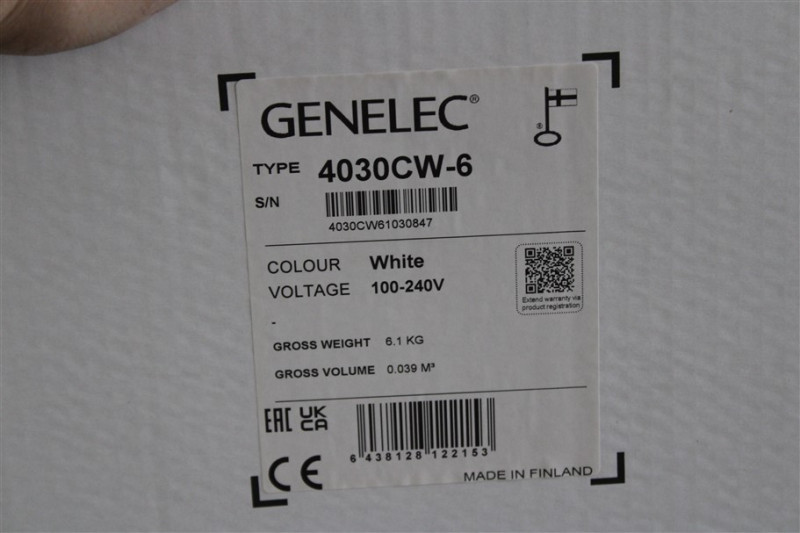 GENELEC®
®
TYPE 4030CW-6
S/N
4030CW61030847
COLOUR White
VOLTAGE 100-240V
Extend warranty via
product registration
-
GROSS WEIGHT 6.1 KG
GROSS VOLUME 0.039 M³
EAC UK
CA
6 438128 122153
CE
MADE IN FINLAND